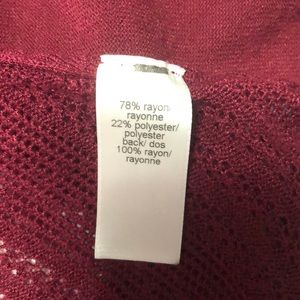 78% rayon
rayonne
22% polyester/
polyester
back/ dos
100% rayon/
rayonne